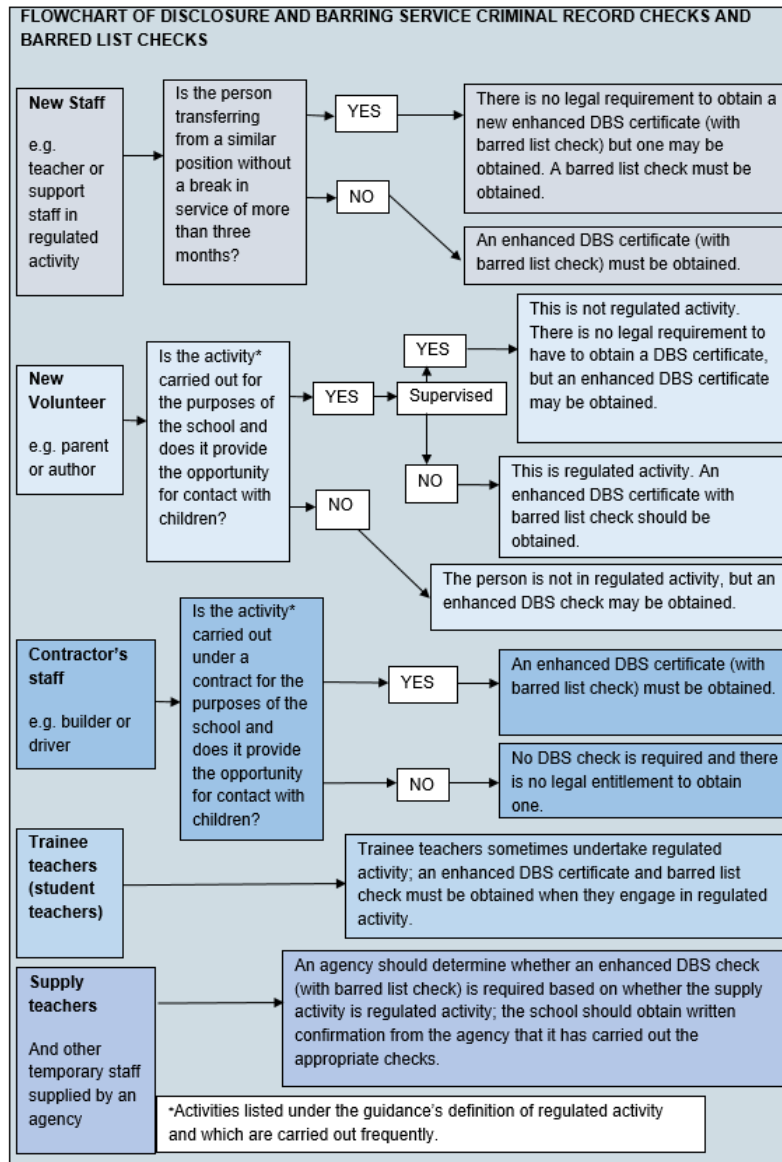 FLOWCHART OF DISCLOSURE AND BARRING SERVICE CRIMINAL RECORD CHECKS AND
BARRED LIST CHECKS
New Staff
e.g.
teacher or
support
staff in
regulated
activity
Is the person
transferring
from a similar
position without
a break in
service of more
than three
months?
YES
There is no legal requirement to obtain a
new enhanced DBS certificate (with
barred list check) but one may be
obtained. A barred list check must be
obtained.
NO
An enhanced DBS certificate (with
barred list check) must be obtained.
New
Volunteer
e.g. parent
or author
Is the activity*
carried out for
the purposes of
the school and
does it provide
the opportunity
for contact with
children?
YES
Supervised
YES
This is not regulated activity.
There is no legal requirement to
have to obtain a DBS certificate,
but an enhanced DBS certificate
may be obtained.
NO
This is regulated activity. An
enhanced DBS certificate with
barred list check should be
obtained.
NO
The person is not in regulated activity, but an
enhanced DBS check may be obtained.
Contractor's
staff
e.g. builder or
driver
Is the activity*
carried out
under a
contract for the
purposes of the
school and
does it provide
the opportunity
for contact with
children?
YES
An enhanced DBS certificate (with
barred list check) must be obtained.
NO
No DBS check is required and there
is no legal entitlement to obtain
one.
Trainee
teachers
(student
teachers)
Trainee teachers sometimes undertake regulated
activity; an enhanced DBS certificate and barred list
check must be obtained when they engage in regulated
activity.
Supply
teachers
And other
temporary staff
supplied by an
agency
An agency should determine whether an enhanced DBS check
(with barred list check) is required based on whether the supply
activity is regulated activity; the school should obtain written
confirmation from the agency that it has carried out the
appropriate checks.
*Activities listed under the guidance's definition of regulated activity
and which are carried out frequently.